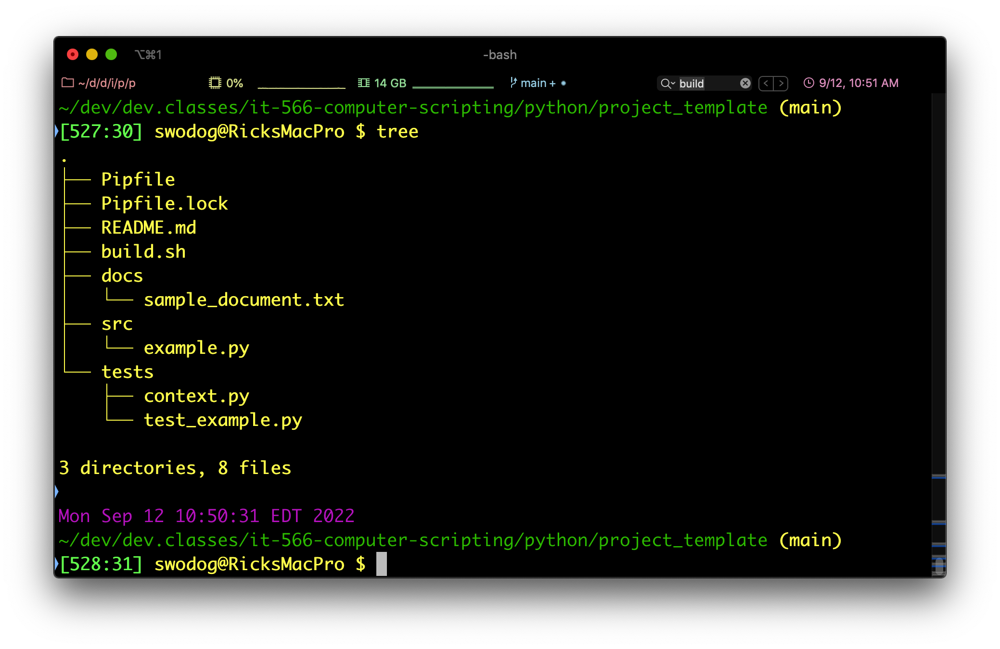 ⌥⌘1 -bash
~/d/d/i/p/p 0% 14 GB main + build 9/12, 10:51 AM
~/dev/dev.classes/it-566-computer-scripting/python/project_template (main)
[527:30] swodog@RicksMacPro $ tree
.
├── Pipfile
├── Pipfile.lock
├── README.md
├── build.sh
├── docs
│   └── sample_document.txt
├── src
│   └── example.py
└── tests
    ├── context.py
    └── test_example.py
3 directories, 8 files
Mon Sep 12 10:50:31 EDT 2022
~/dev/dev.classes/it-566-computer-scripting/python/project_template (main)
[528:31] swodog@RicksMacPro $